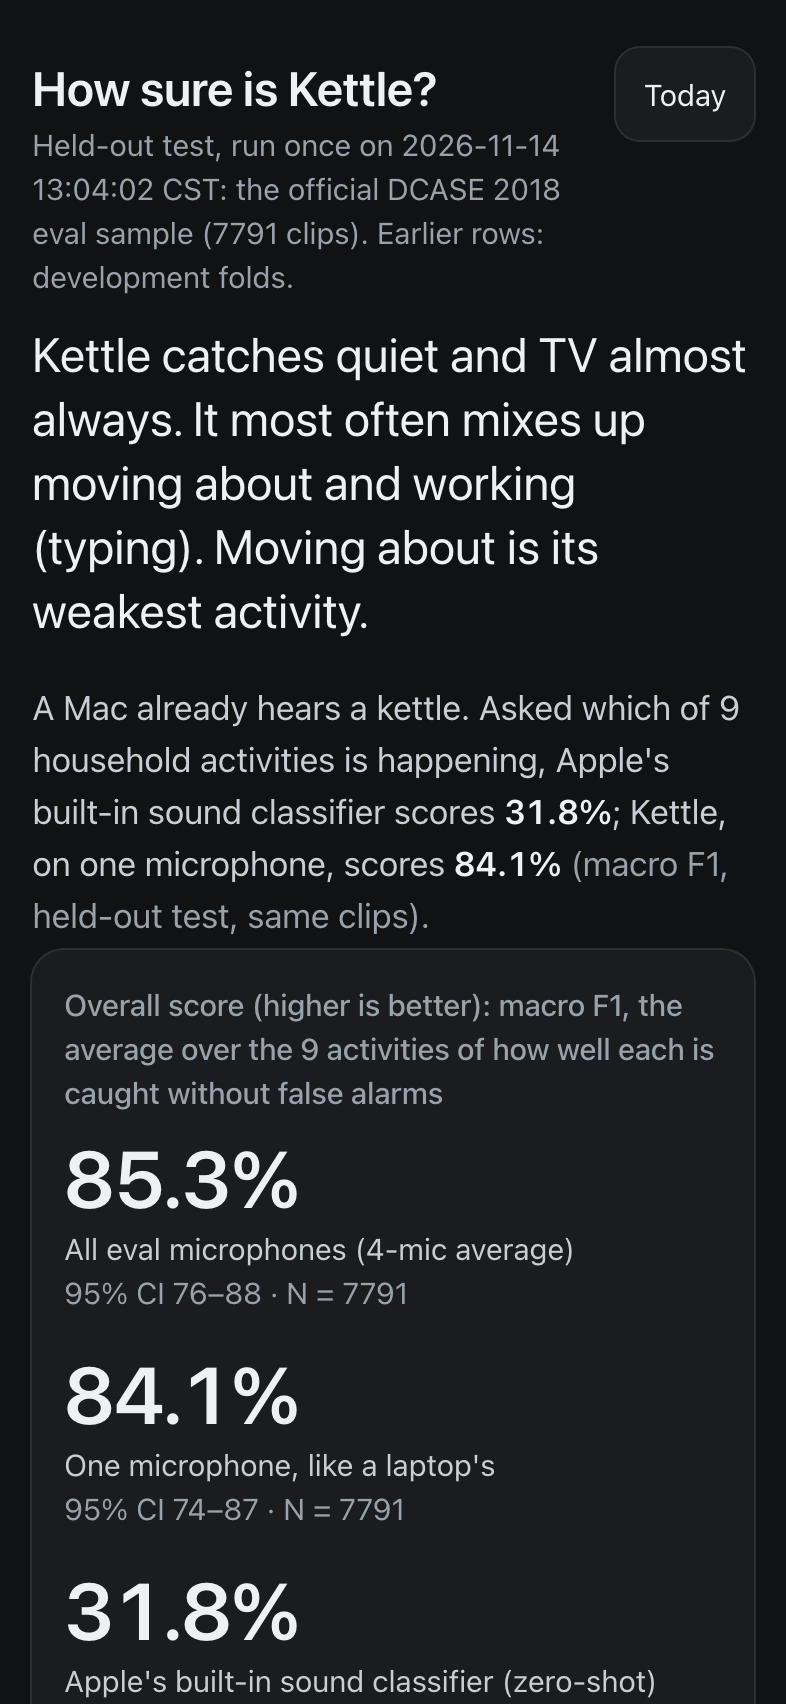 How sure is Kettle?
Today
Held-out test, run once on 2026-11-14
13:04:02 CST: the official DCASE 2018
eval sample (7791 clips). Earlier rows:
development folds.
Kettle catches quiet and TV almost
always. It most often mixes up
moving about and working
(typing). Moving about is its
weakest activity.
A Mac already hears a kettle. Asked which of 9
household activities is happening, Apple's
built-in sound classifier scores 31.8%; Kettle,
on one microphone, scores 84.1% (macro F1,
held-out test, same clips).
Overall score (higher is better): macro F1, the
average over the 9 activities of how well each is
caught without false alarms
85.3%
All eval microphones (4-mic average)
95% CI 76–88 · N = 7791
84.1%
One microphone, like a laptop's
95% CI 74–87 · N = 7791
31.8%
Apple's built-in sound classifier (zero-shot)